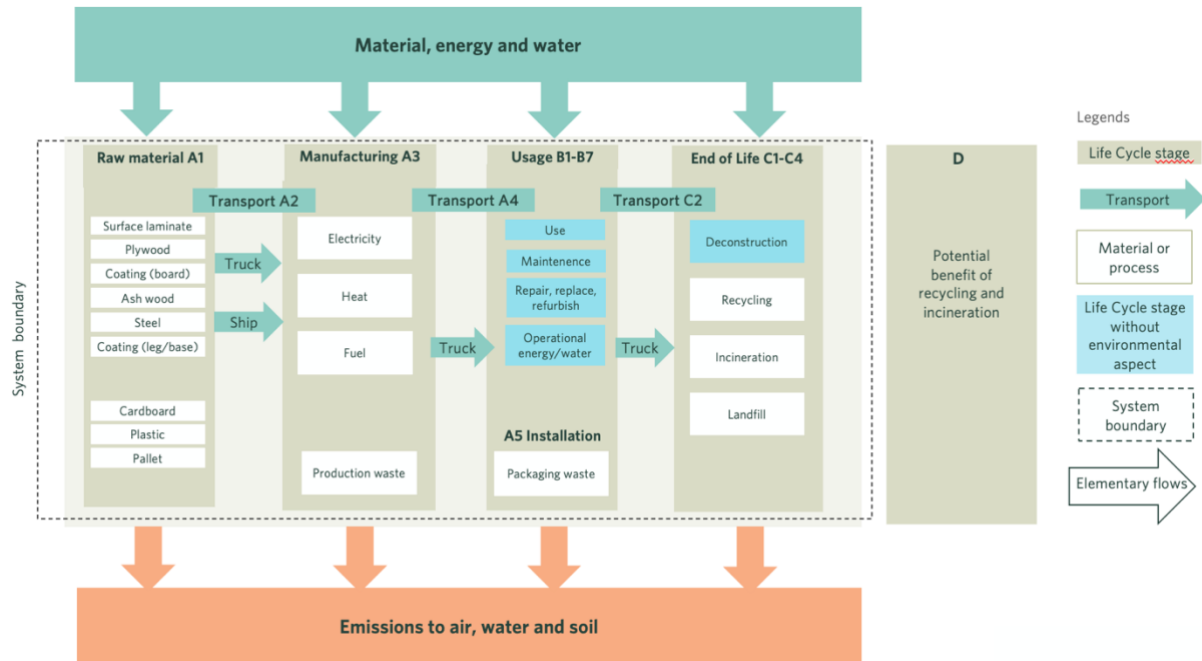 Material, energy and water
System boundary
Raw material A1
Transport A2
Surface laminate
Plywood
Coating (board)
Ash wood
Steel
Coating (leg/base)
Cardboard
Plastic
Pallet
Truck
Ship
Manufacturing A3
Transport A4
Electricity
Heat
Fuel
Production waste
Truck
Usage B1-B7
Transport C2
Use
Maintenence
Repair, replace,
refurbish
Operational
energy/water
A5 Installation
Packaging waste
Truck
End of Life C1-C4
Deconstruction
Recycling
Incineration
Landfill
D
Potential
benefit of
recycling and
incineration
Legends
Life Cycle stage
Transport
Material or
process
Life Cycle stage
without
environmental
aspect
System
boundary
Elementary flows
Emissions to air, water and soil